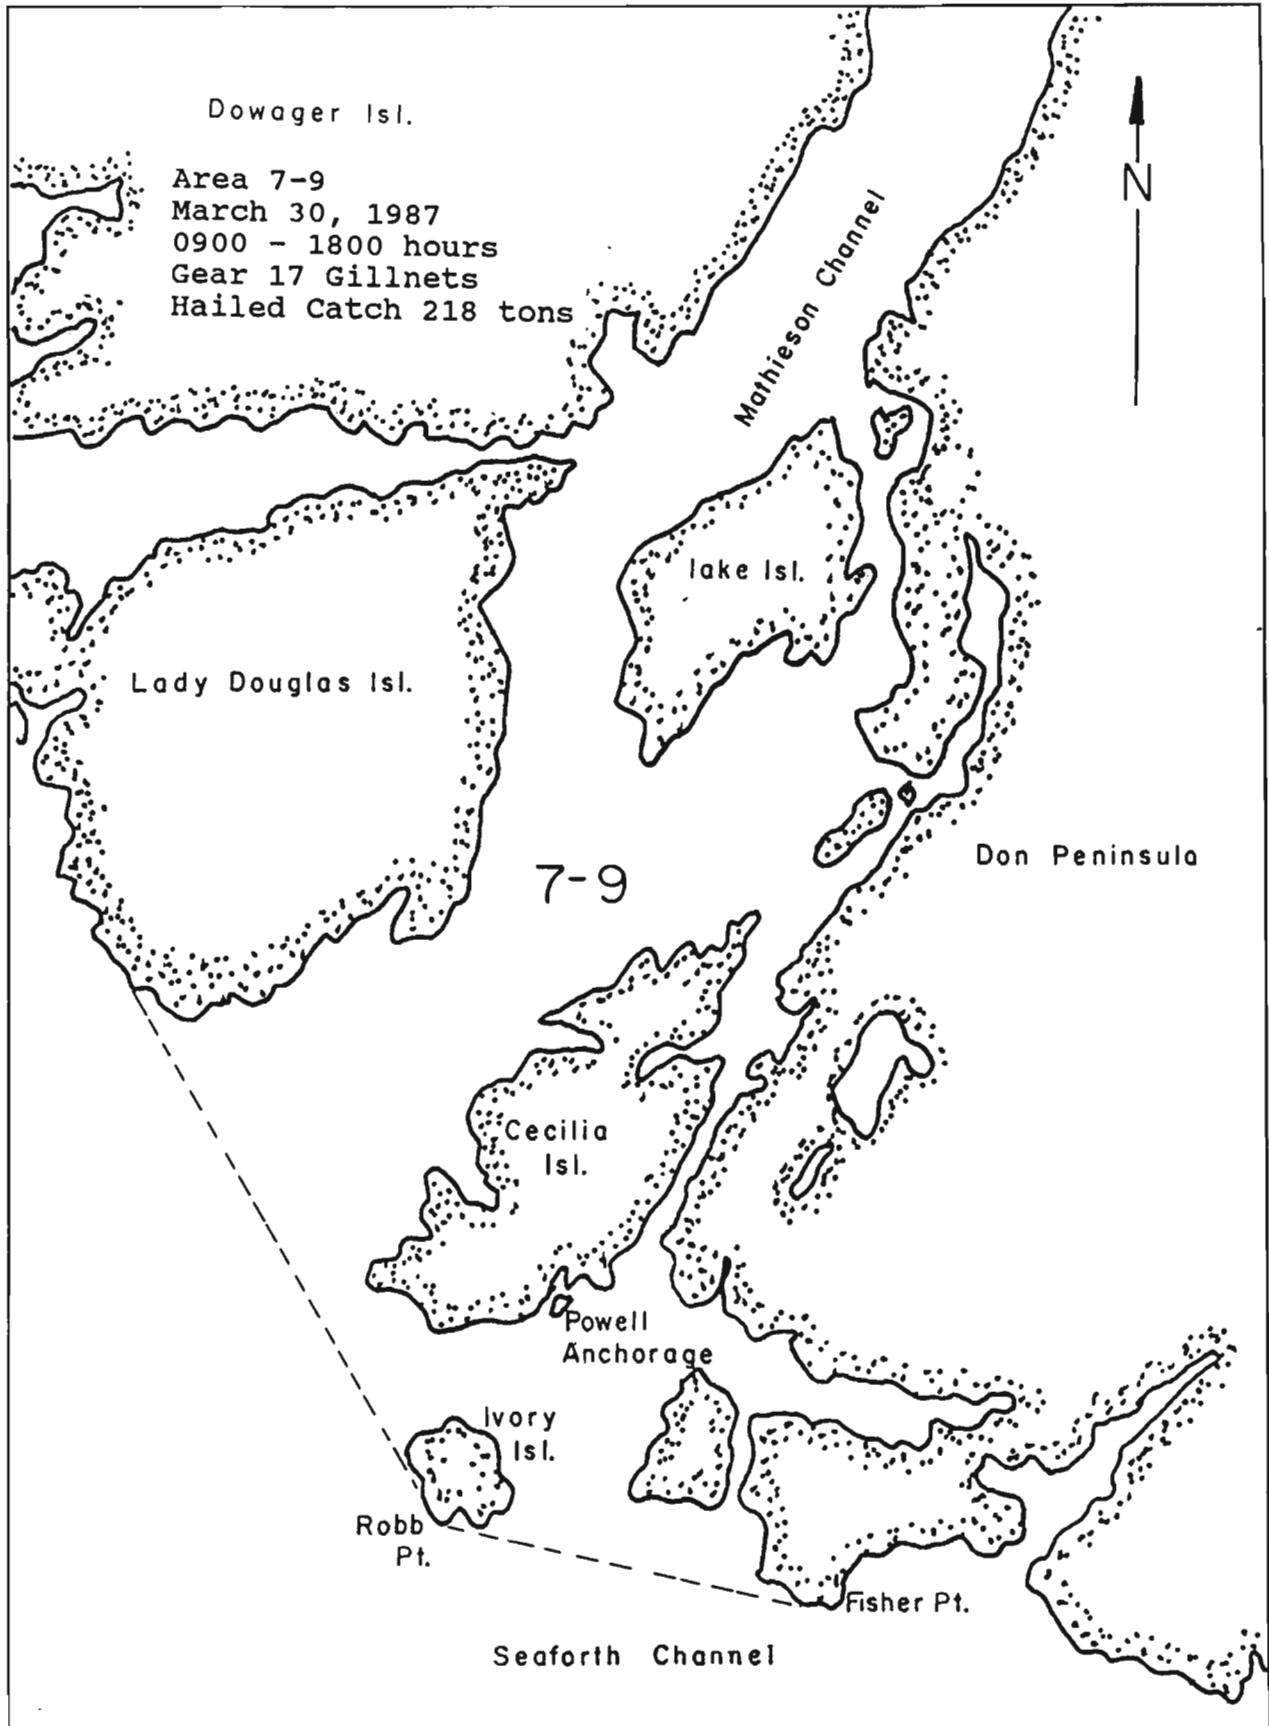 Dowager Isl.
Area 7-9
March 30, 1987
0900 - 1800 hours
Gear 17 Gillnets
Hailed Catch 218 tons
N
Mathieson Channel
lake Isl.
Lady Douglas Isl.
Don Peninsula
7-9
Cecilia
Isl.
Powell
Anchorage
Ivory
Isl.
Robb
Pt.
Fisher Pt.
Seaforth Channel